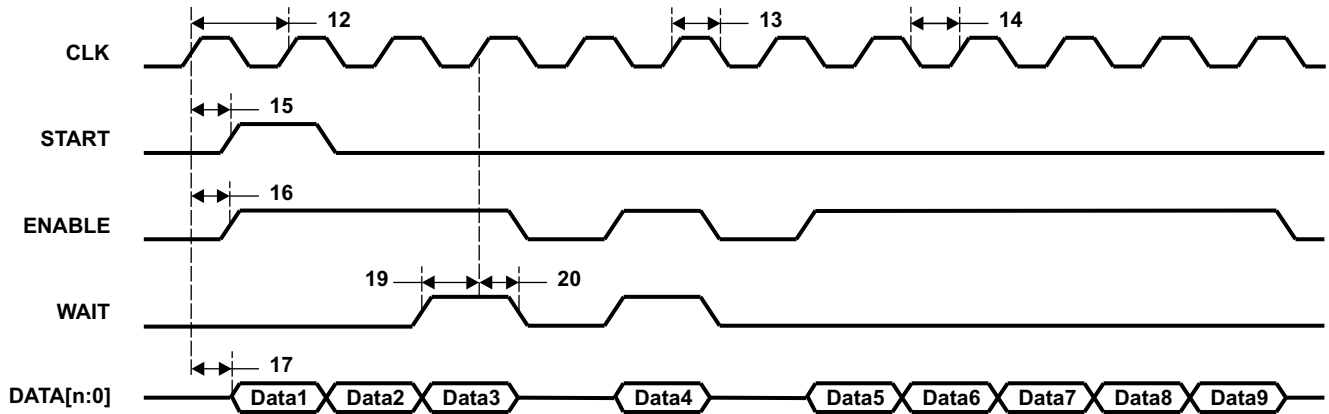 12 13 14
CLK
15
START
16
ENABLE
19 20
WAIT
17
DATA[n:0] Data1 Data2 Data3 Data4 Data5 Data6 Data7 Data8 Data9